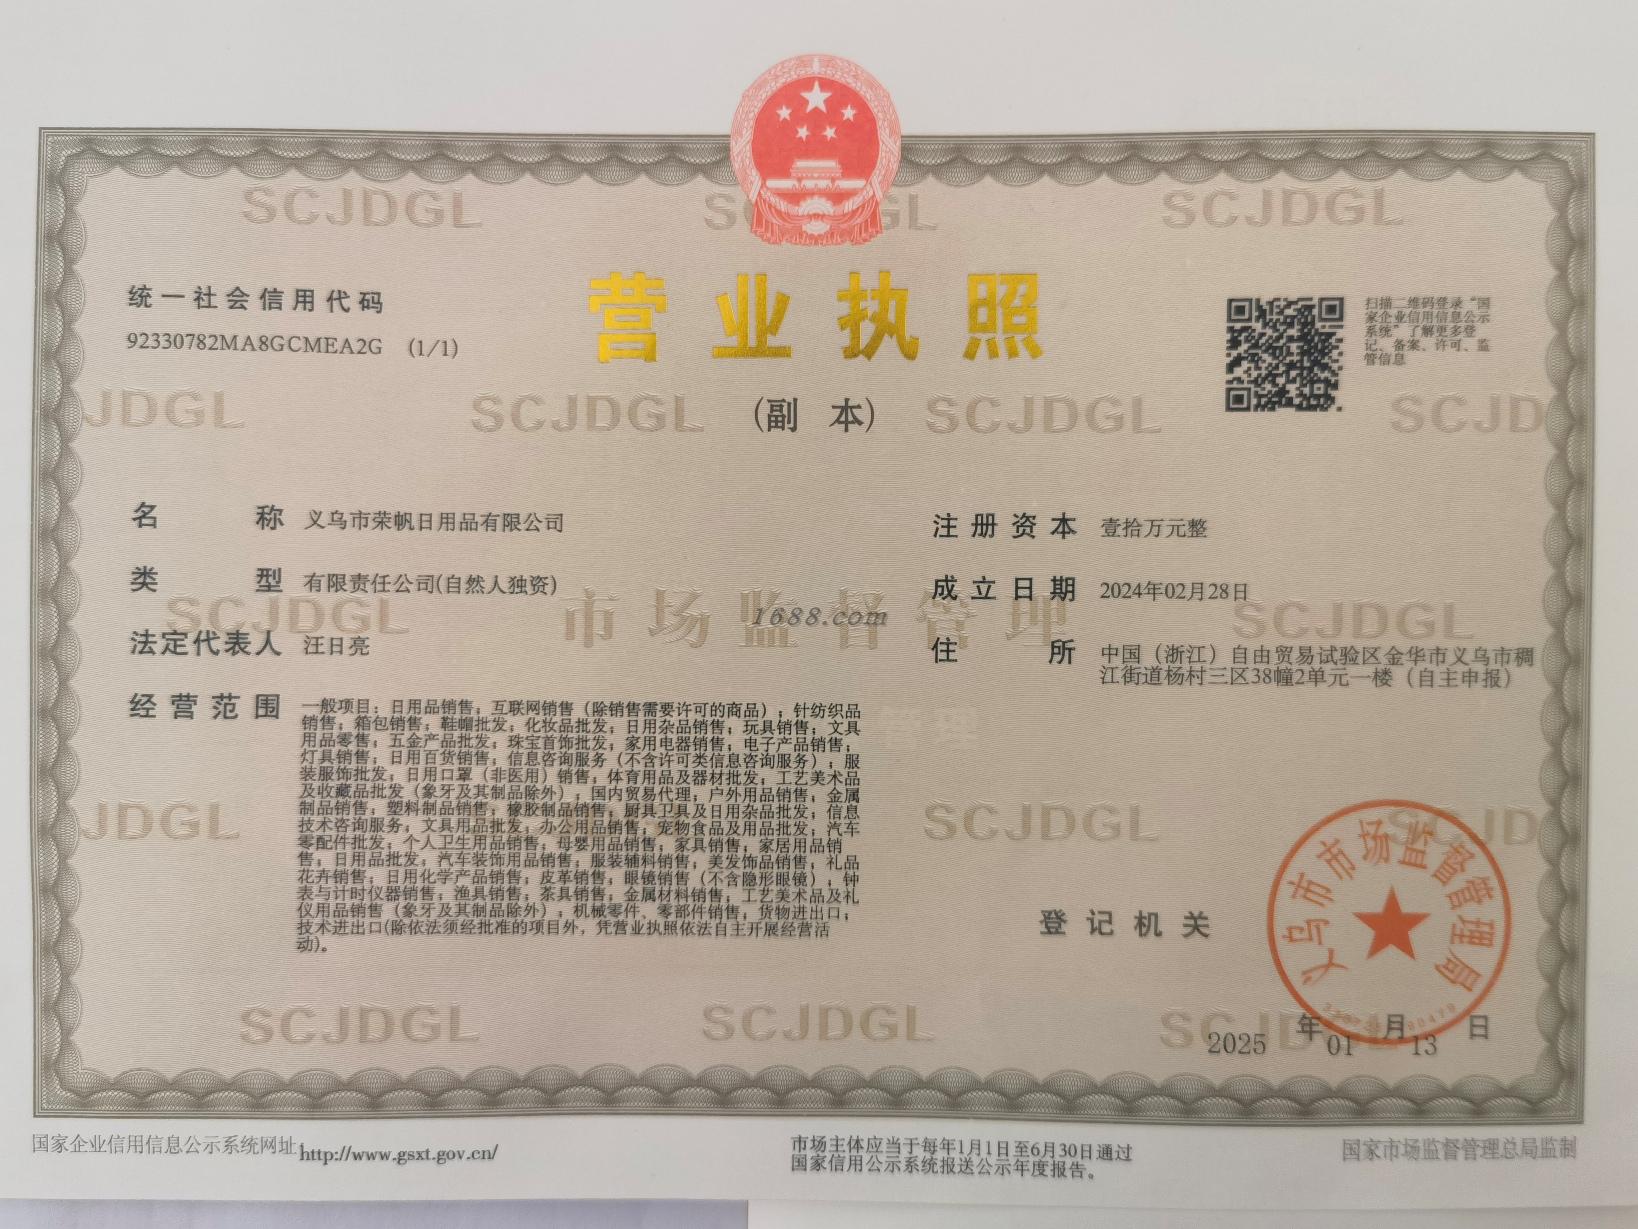 SCJDGL
SCJDGL
统一社会信用代码
92330782MA8GCMEA2G (1/1)
营业执照
(副 本)
扫描二维码登录“国
家企业信用信息公示
系统”了解更多登
记、备案、许可、监
管信息
JDGL
SCJDGL
SCJDGL
SCJD
名 称 义乌市荣帆日用品有限公司
类 型 有限责任公司(自然人独资)
法定代表人 汪日亮
经营范围 一般项目:日用品销售;互联网销售(除销售需要许可的商品);针纺织品
销售;箱包销售;鞋帽批发;化妆品批发;日用杂品销售;玩具销售;文具
用品零售;五金产品批发;珠宝首饰批发;家用电器销售;电子产品销售;
灯具销售;日用百货销售;信息咨询服务(不含许可类信息咨询服务);服
装服饰批发;日用口罩(非医用)销售;体育用品及器材批发;工艺美术品
及收藏品批发(象牙及其制品除外);国内贸易代理;户外用品销售;金属
制品销售;塑料制品销售;橡胶制品销售;厨具卫具及日用杂品批发;信息
技术咨询服务;文具用品批发;办公用品销售;宠物食品及用品批发;汽车
零配件批发;个人卫生用品销售;母婴用品销售;家具销售;家居用品销
售;日用品批发;汽车装饰用品销售;服装辅料销售;美发饰品销售;礼品
花卉销售;日用化学产品销售;皮革销售;眼镜销售(不含隐形眼镜);钟
表与计时仪器销售;渔具销售;茶具销售;金属材料销售;工艺美术品及礼
仪用品销售(象牙及其制品除外);机械零件、零部件销售;货物进出口;
技术进出口(除依法须经批准的项目外,凭营业执照依法自主开展经营活
动)。
注册资本 壹拾万元整
成立日期 2024年02月28日
住 所 中国(浙江)自由贸易试验区金华市义乌市稠
江街道杨村三区38幢2单元一楼(自主申报)
SCJDGL
市场监督管理
1688.com
SCJDGL
JDGL
SCJDGL
SCJD
登记机关
义乌市市场监督管理局
2025年01月13日
SCJDGL
SCJDGL
国家企业信用信息公示系统网址:http://www.gsxt.gov.cn/
市场主体应当于每年1月1日至6月30日通过
国家信用公示系统报送公示年度报告。
国家市场监督管理总局监制